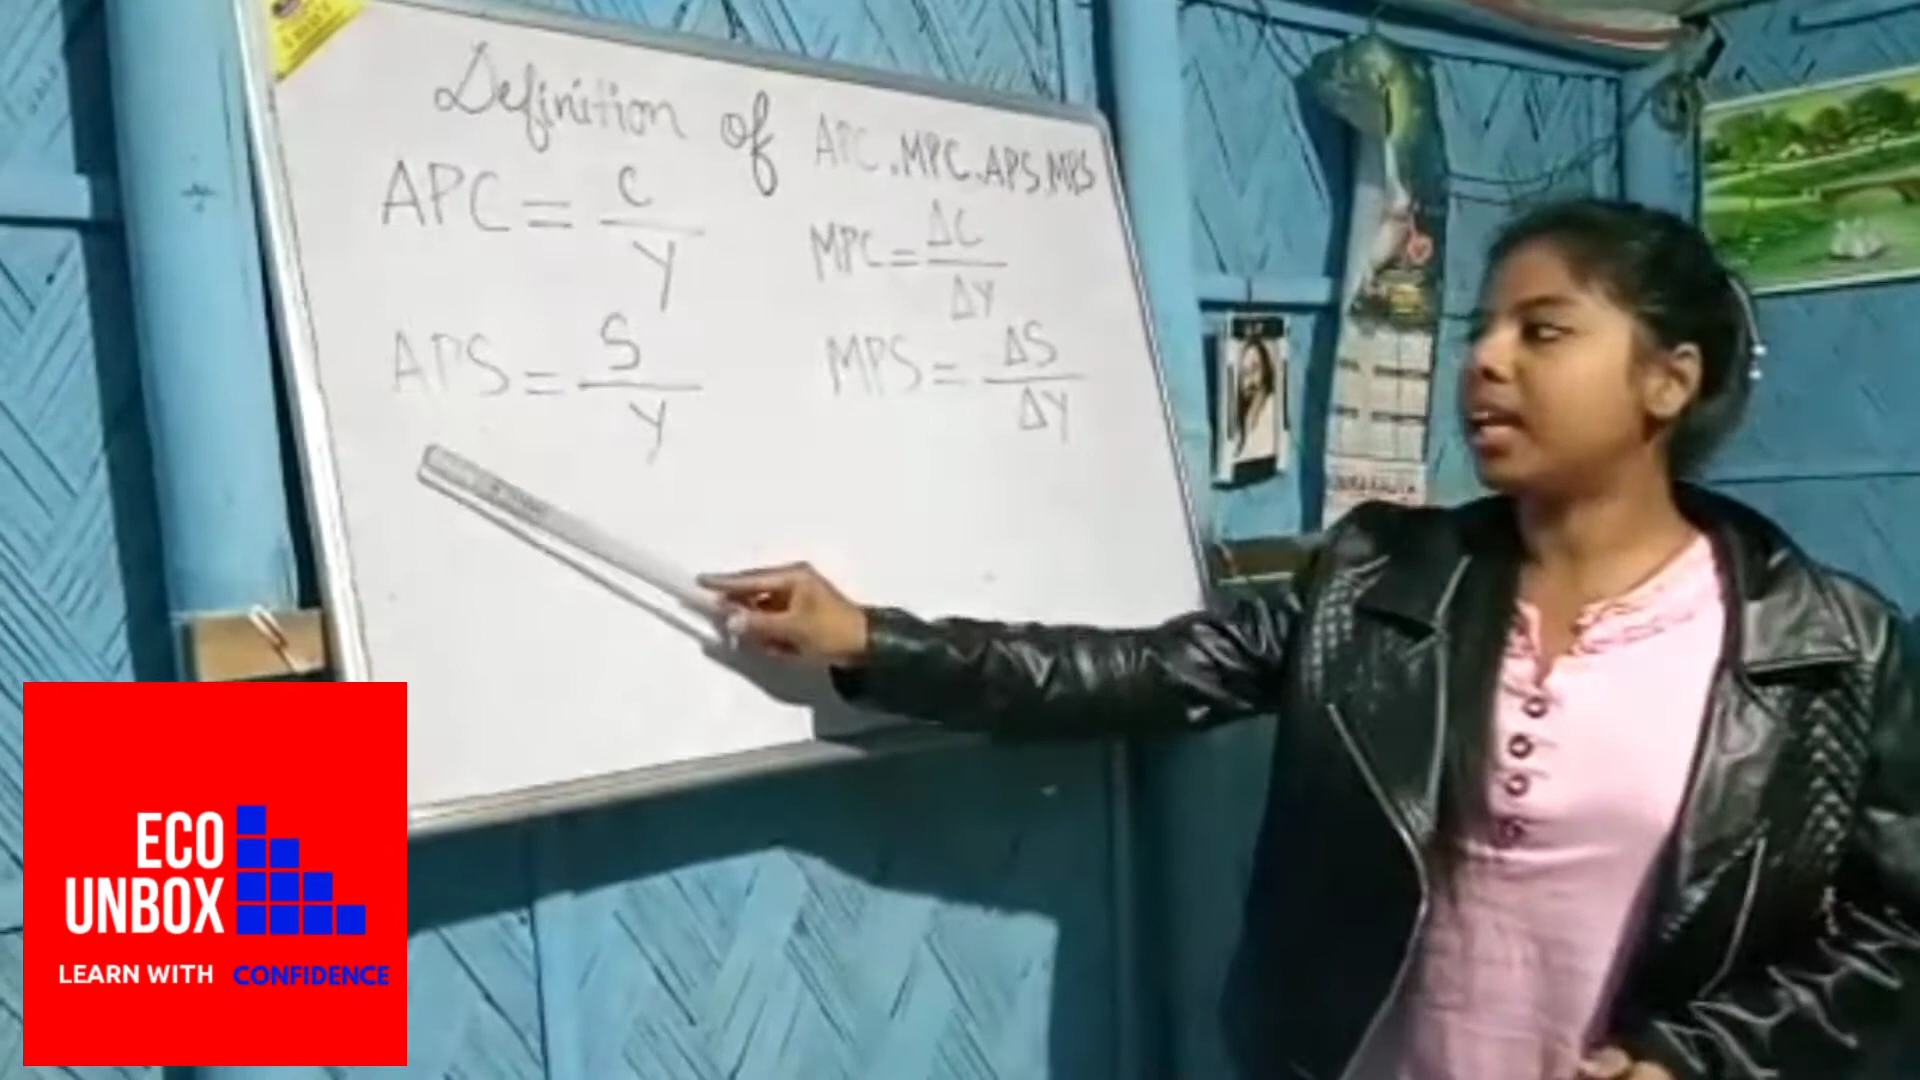 Definition of APC.MPC.APS.MPS
APC = C/Y
MPC = ΔC/ΔY
APS = S/Y
MPS = ΔS/ΔY
ECO
UNBOX
LEARN WITH CONFIDENCE